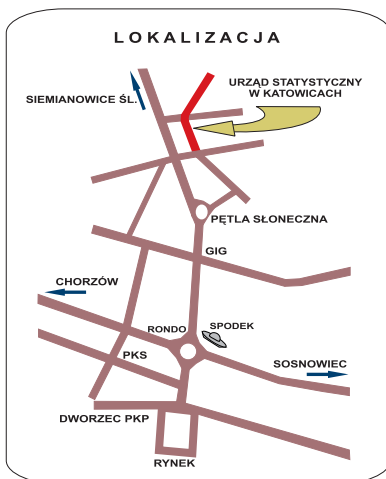 LOKALIZACJA
URZĄD STATYSTYCZNY
W KATOWICACH
SIEMIANOWICE ŚL.
PĘTLA SŁONECZNA
GIG
CHORZÓW
RONDO
SPODEK
PKS
SOSNOWIEC
DWORZEC PKP
RYNEK